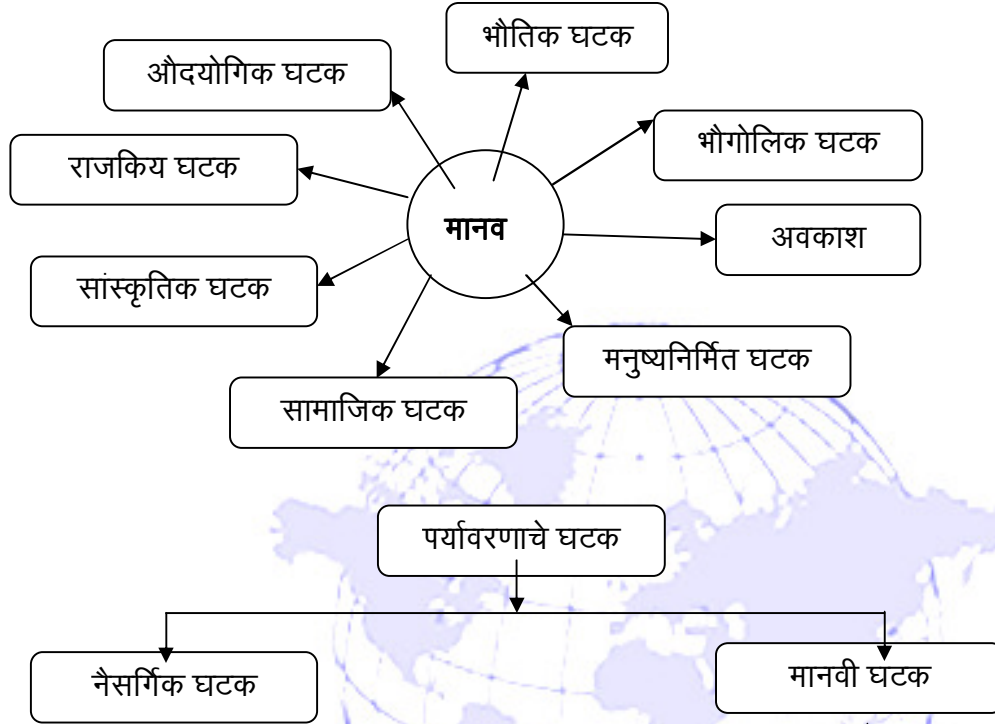 भौतिक घटक
औदयोगिक घटक
भौगोलिक घटक
राजकिय घटक
मानव
अवकाश
सांस्कृतिक घटक
मनुष्यनिर्मित घटक
सामाजिक घटक
पर्यावरणाचे घटक
नैसर्गिक घटक
मानवी घटक